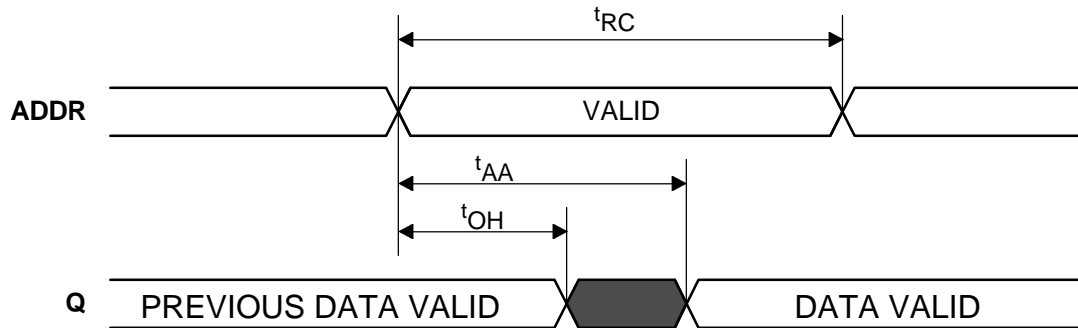 tRC
ADDR VALID
tAA
tOH
Q PREVIOUS DATA VALID DATA VALID